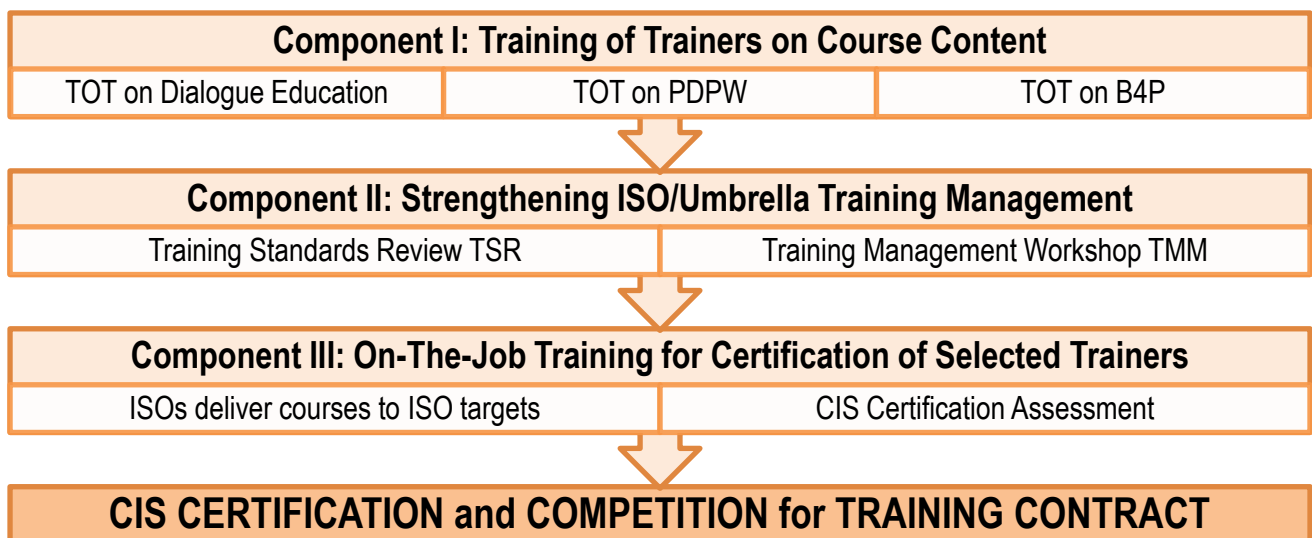 Component I: Training of Trainers on Course Content
TOT on Dialogue Education
TOT on PDPW
TOT on B4P
Component II: Strengthening ISO/Umbrella Training Management
Training Standards Review TSR
Training Management Workshop TMM
Component III: On-The-Job Training for Certification of Selected Trainers
ISOs deliver courses to ISO targets
CIS Certification Assessment
CIS CERTIFICATION and COMPETITION for TRAINING CONTRACT